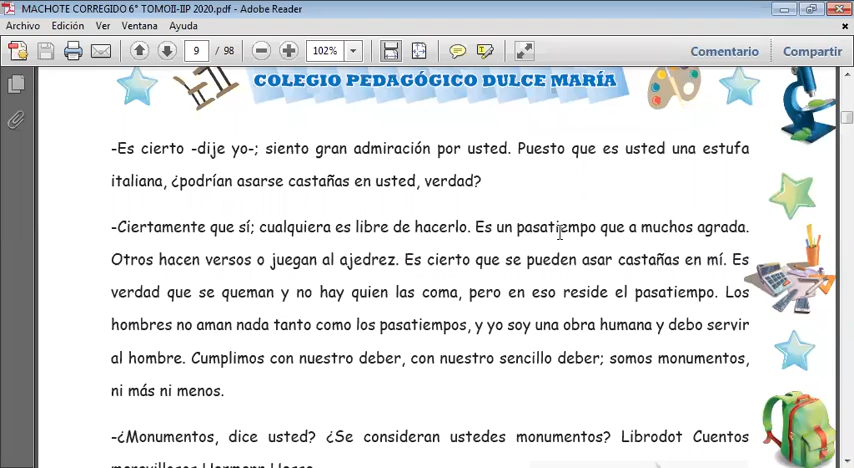 MACHOTE CORREGIDO 6° TOMOII-IIP 2020.pdf - Adobe Reader
Archivo Edición Ver Ventana Ayuda
9 / 98 102% Comentario Compartir
COLEGIO PEDAGÓGICO DULCE MARÍA
-Es cierto -dije yo-; siento gran admiración por usted. Puesto que es usted una estufa
italiana, ¿podrían asarse castañas en usted, verdad?
-Ciertamente que sí; cualquiera es libre de hacerlo. Es un pasatiempo que a muchos agrada.
Otros hacen versos o juegan al ajedrez. Es cierto que se pueden asar castañas en mí. Es
verdad que se queman y no hay quien las coma, pero en eso reside el pasatiempo. Los
hombres no aman nada tanto como los pasatiempos, y yo soy una obra humana y debo servir
al hombre. Cumplimos con nuestro deber, con nuestro sencillo deber; somos monumentos,
ni más ni menos.
-¿Monumentos, dice usted? ¿Se consideran ustedes monumentos? Librodot Cuentos
maravillosos Hermann Hesse